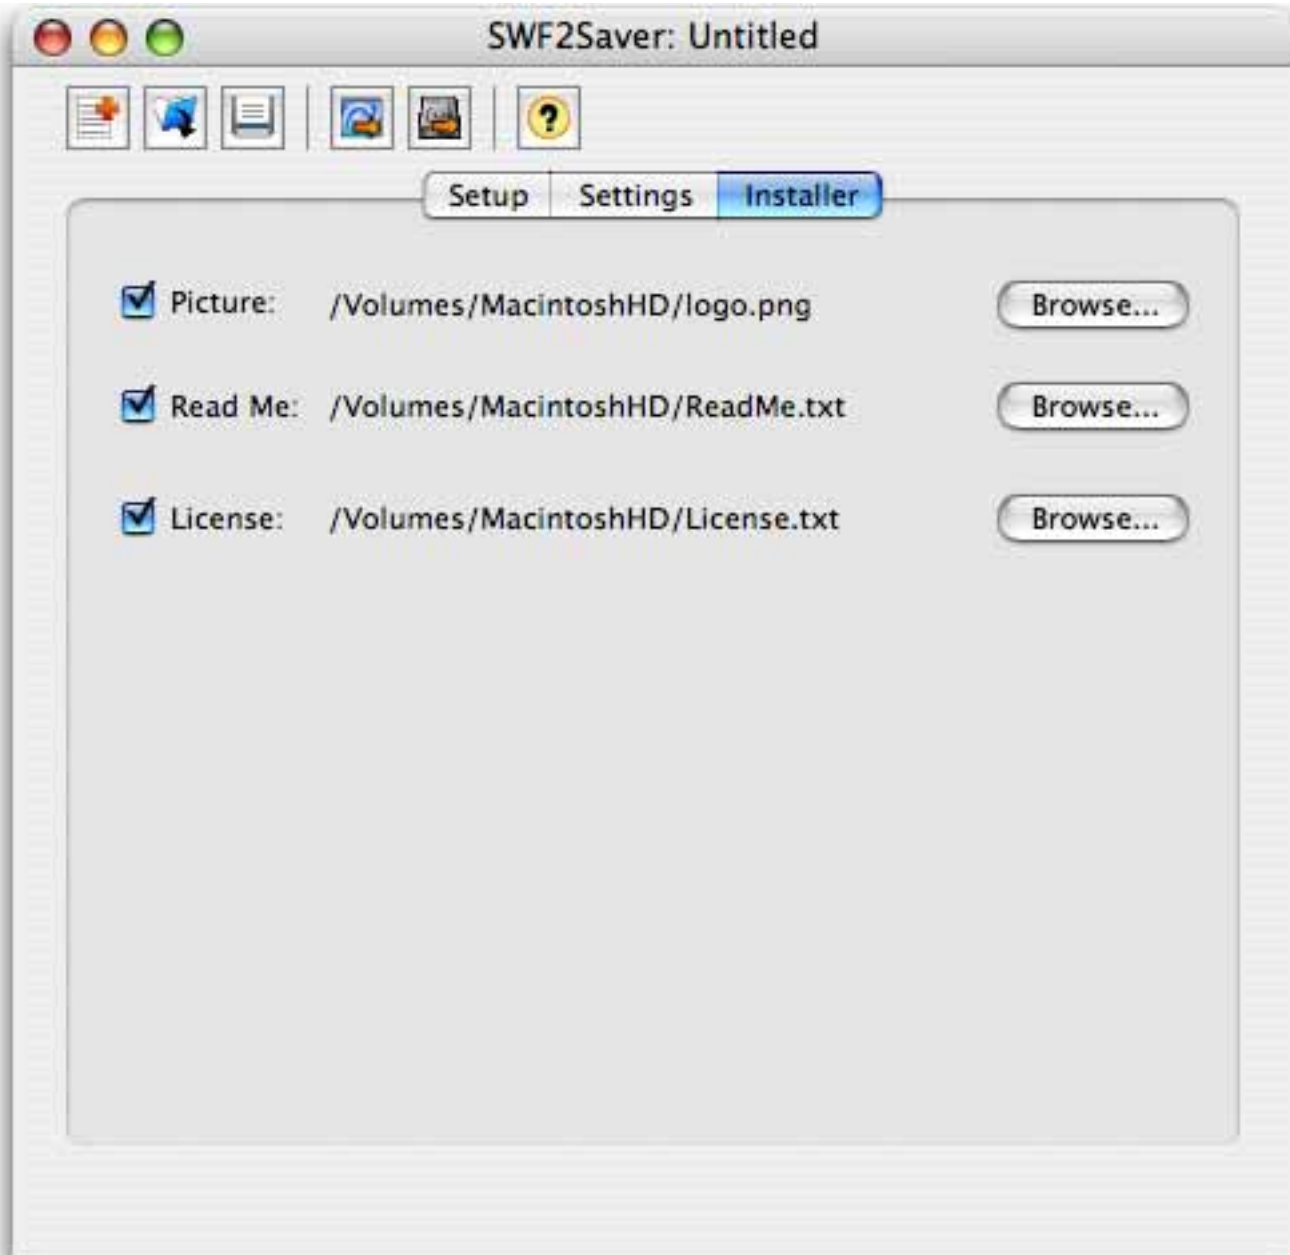 SWF2Saver: Untitled
?
Setup Settings Installer
Picture: /Volumes/MacintoshHD/logo.png Browse...
Read Me: /Volumes/MacintoshHD/ReadMe.txt Browse...
License: /Volumes/MacintoshHD/License.txt Browse...